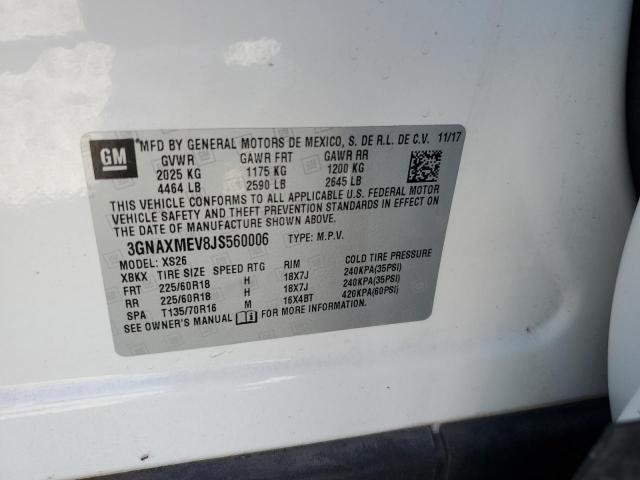 GM
*MFD BY GENERAL MOTORS DE MEXICO, S. DE R.L. DE C.V. 11/17
GVWR GAWR FRT GAWR RR
2025 KG 1175 KG 1200 KG
4464 LB 2590 LB 2645 LB
THIS VEHICLE CONFORMS TO ALL APPLICABLE U.S. FEDERAL MOTOR
VEHICLE SAFETY AND THEFT PREVENTION STANDARDS IN EFFECT ON
THE DATE OF MANUFACTURE SHOWN ABOVE.
3GNAXMEV8JS560006 TYPE: M.P.V.
MODEL: XS26
XBKX TIRE SIZE SPEED RTG RIM COLD TIRE PRESSURE
FRT 225/60R18 H 18X7J 240KPA(35PSI)
RR 225/60R18 H 18X7J 240KPA(35PSI)
SPA T135/70R16 M 16X4BT 420KPA(60PSI)
SEE OWNER'S MANUAL FOR MORE INFORMATION.